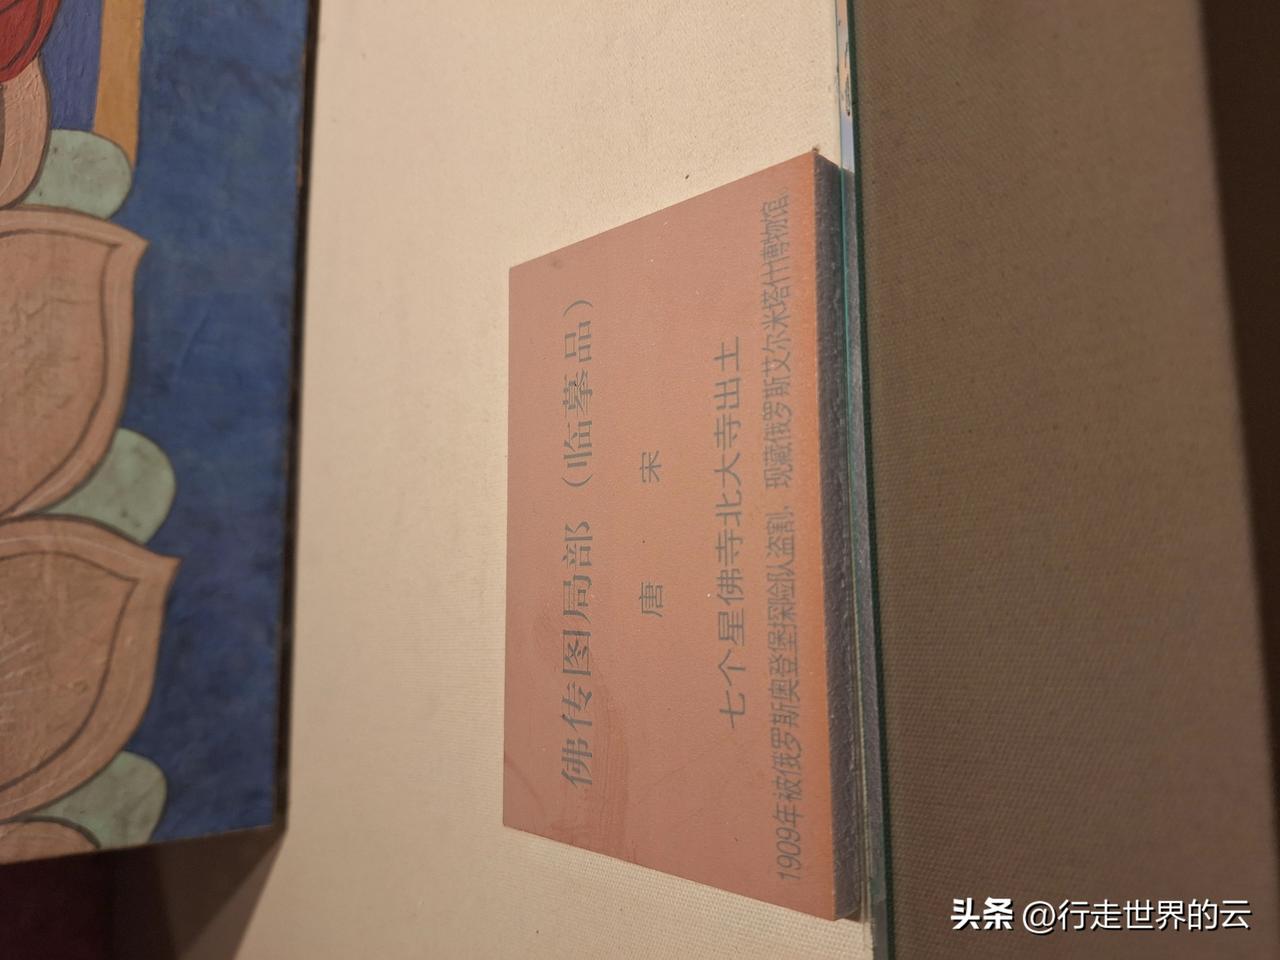 佛传图局部（临摹品）
唐·宋
七个星佛寺北大寺出土
1909年被俄罗斯奥登堡探险队盗割，现藏俄罗斯艾尔米塔什博物馆。
头条 @行走世界的云